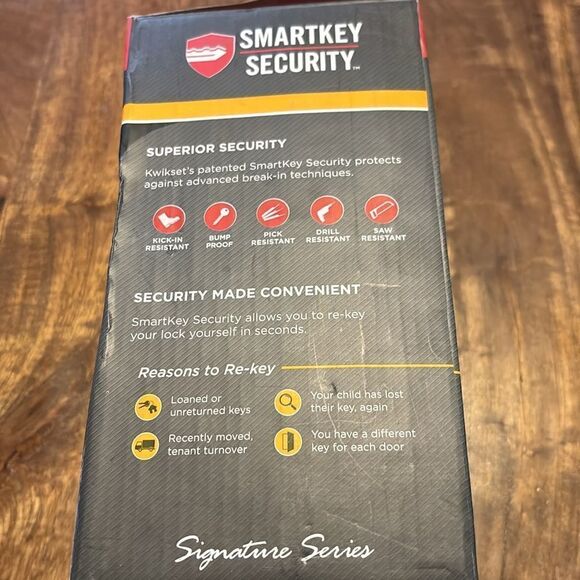 SMARTKEY
SECURITY™
SUPERIOR SECURITY
Kwikset's patented SmartKey Security protects
against advanced break-in techniques.
KICK-IN
RESISTANT
BUMP
PROOF
PICK
RESISTANT
DRILL
RESISTANT
SAW
RESISTANT
SECURITY MADE CONVENIENT
SmartKey Security allows you to re-key
your lock yourself in seconds.
Reasons to Re-key
Loaned or
unreturned keys
Your child has lost
their key, again
Recently moved,
tenant turnover
You have a different
key for each door
Signature Series